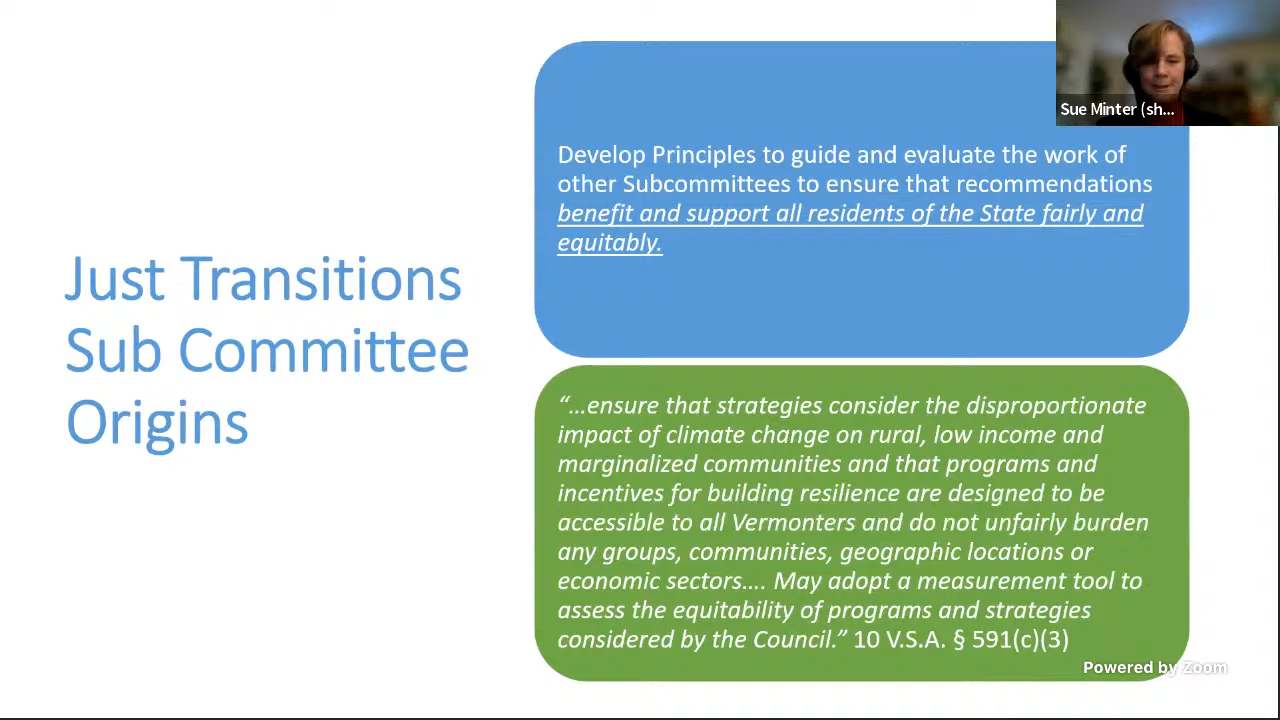 Sue Minter (sh...
Develop Principles to guide and evaluate the work of
other Subcommittees to ensure that recommendations
benefit and support all residents of the State fairly and
equitably.
Just Transitions
Sub Committee
Origins
“…ensure that strategies consider the disproportionate
impact of climate change on rural, low income and
marginalized communities and that programs and
incentives for building resilience are designed to be
accessible to all Vermonters and do not unfairly burden
any groups, communities, geographic locations or
economic sectors…. May adopt a measurement tool to
assess the equitability of programs and strategies
considered by the Council.” 10 V.S.A. § 591(c)(3)
Powered by Zoom